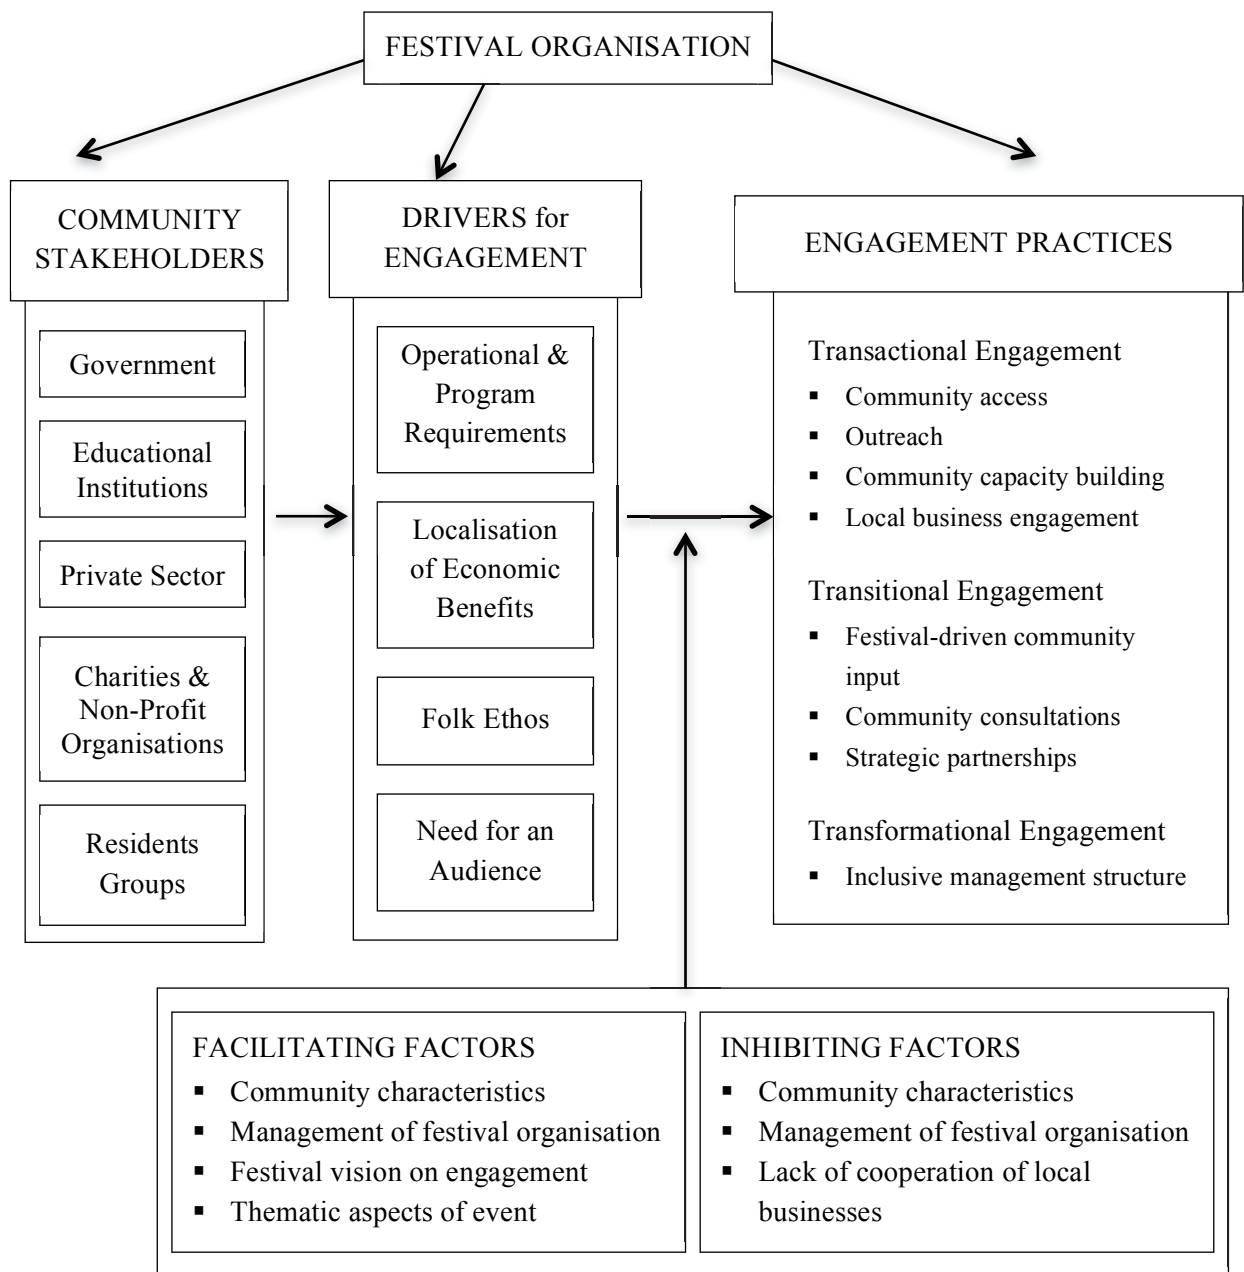 FESTIVAL ORGANISATION
COMMUNITY
STAKEHOLDERS
Government
Educational
Institutions
Private Sector
Charities &
Non-Profit
Organisations
Residents
Groups
DRIVERS for
ENGAGEMENT
Operational &
Program
Requirements
Localisation
of Economic
Benefits
Folk Ethos
Need for an
Audience
ENGAGEMENT PRACTICES
Transactional Engagement
▪ Community access
▪ Outreach
▪ Community capacity building
▪ Local business engagement
Transitional Engagement
▪ Festival-driven community
input
▪ Community consultations
▪ Strategic partnerships
Transformational Engagement
▪ Inclusive management structure
FACILITATING FACTORS
▪ Community characteristics
▪ Management of festival organisation
▪ Festival vision on engagement
▪ Thematic aspects of event
INHIBITING FACTORS
▪ Community characteristics
▪ Management of festival organisation
▪ Lack of cooperation of local
businesses